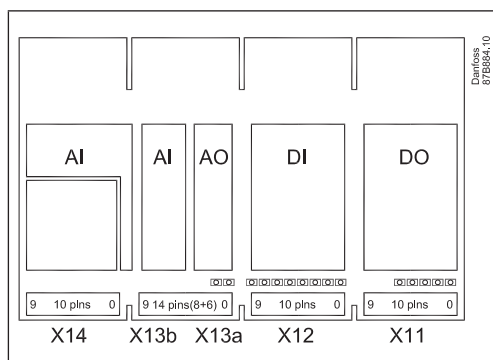 Danfoss
87B884.10
AI AI AO DI DO
9 10 pIns 0 9 14 pins(8+6) 0 9 10 pIns 0 9 10 pIns 0
X14 X13b X13a X12 X11